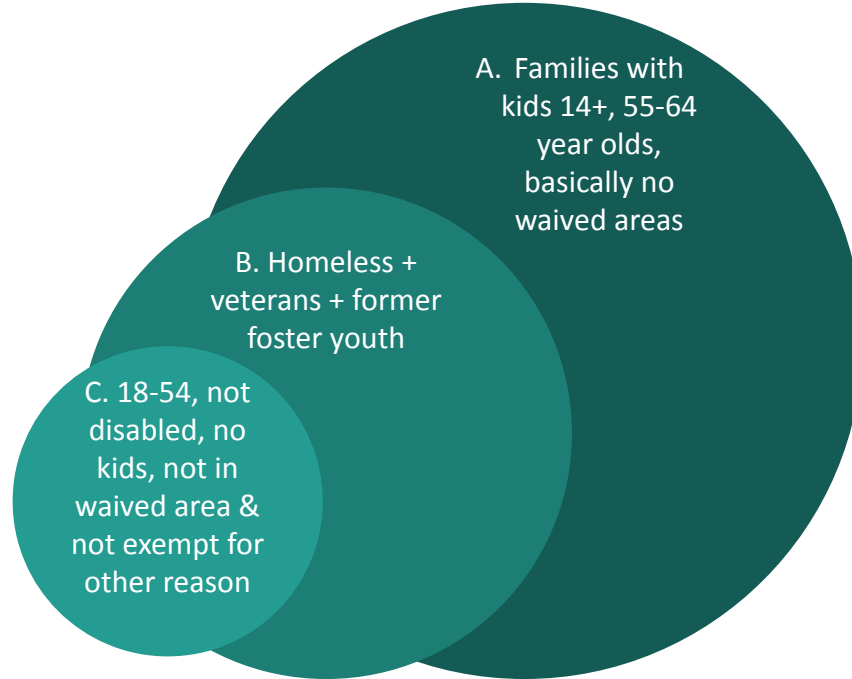 A. Families with
kids 14+, 55-64
year olds,
basically no
waived areas
B. Homeless +
veterans + former
foster youth
C. 18-54, not
disabled, no
kids, not in
waived area &
not exempt for
other reason